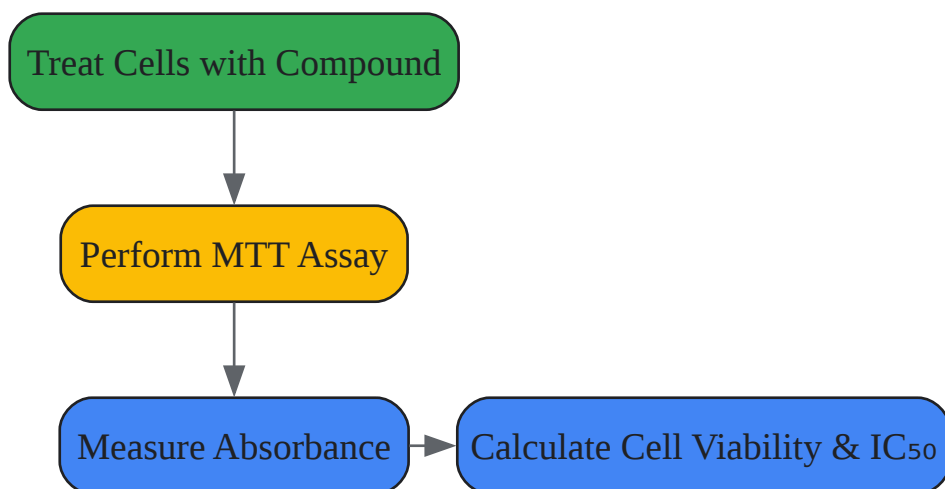 Treat Cells with Compound
Perform MTT Assay
Measure Absorbance
Calculate Cell Viability & IC₅₀